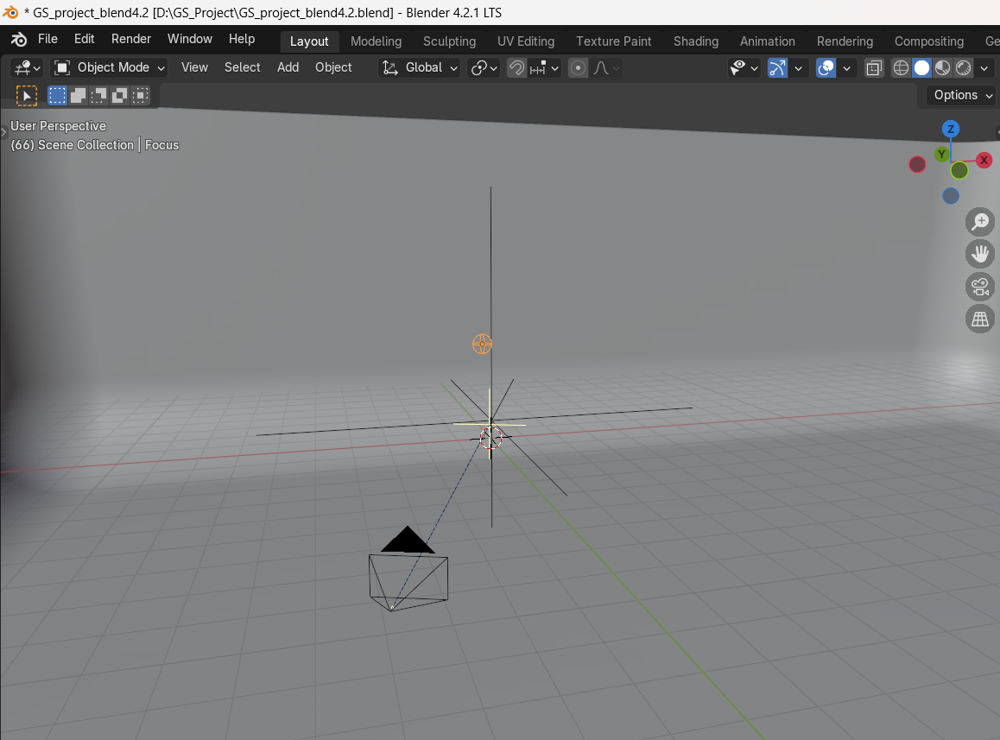 * GS_project_blend4.2 [D:\GS_Project\GS_project_blend4.2.blend] - Blender 4.2.1 LTS
File Edit Render Window Help Layout Modeling Sculpting UV Editing Texture Paint Shading Animation Rendering Compositing Ge
Object Mode View Select Add Object Global
Options
User Perspective
(66) Scene Collection | Focus
Z
Y
X